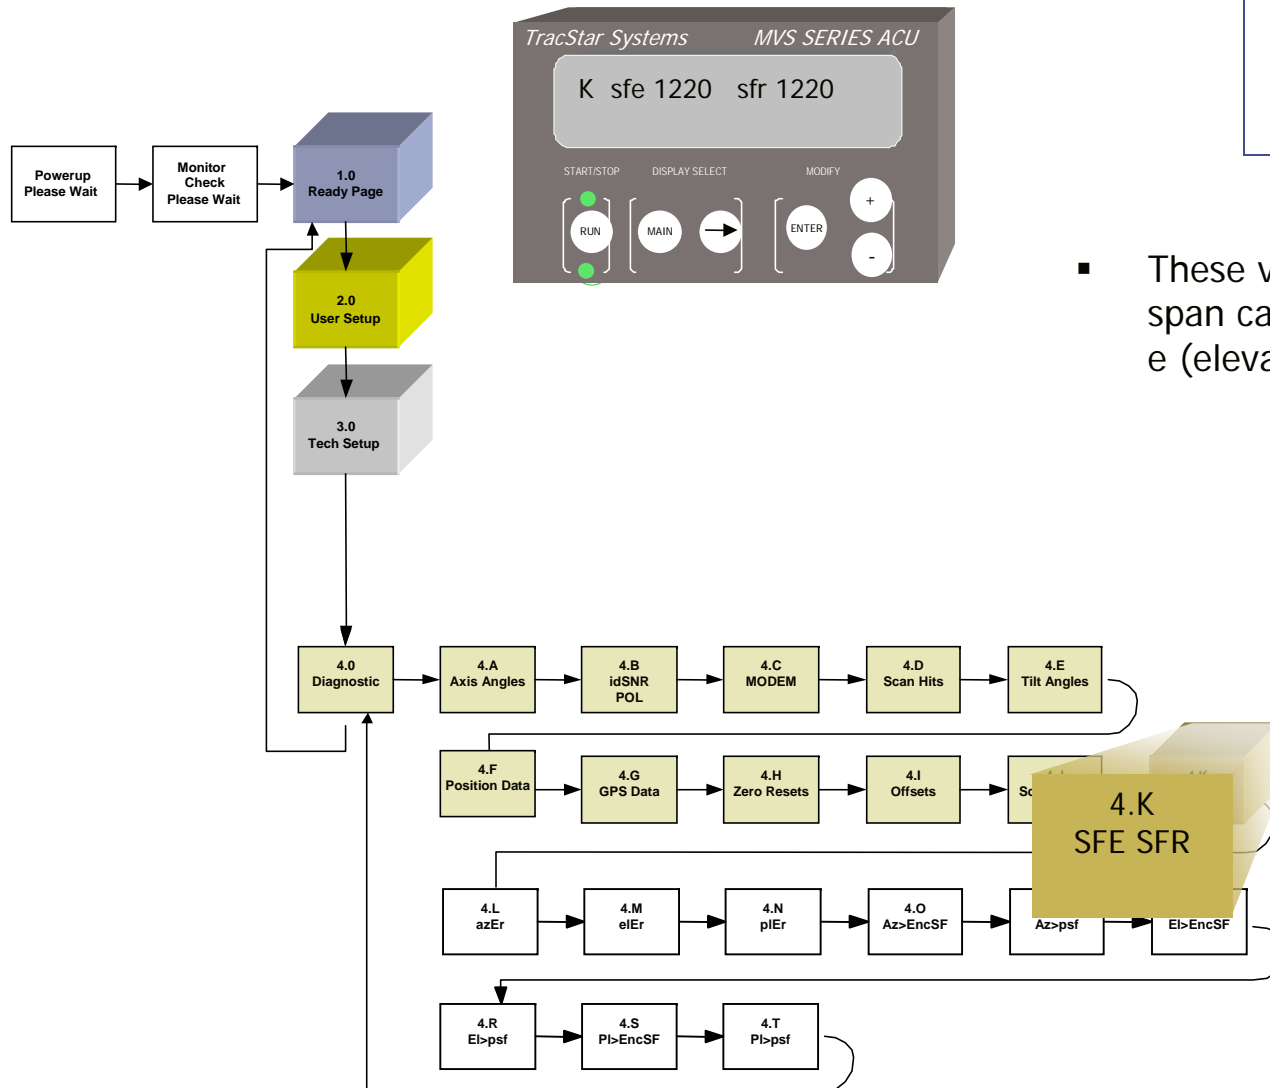 TracStar Systems MVS SERIES ACU
K sfe 1220 sfr 1220
START/STOP DISPLAY SELECT MODIFY
RUN MAIN ENTER + -
Powerup
Please Wait
Monitor
Check
Please Wait
1.0
Ready Page
2.0
User Setup
3.0
Tech Setup
▪ These v
span ca
e (eleva
4.0
Diagnostic
4.A
Axis Angles
4.B
idSNR
POL
4.C
MODEM
4.D
Scan Hits
4.E
Tilt Angles
4.F
Position Data
4.G
GPS Data
4.H
Zero Resets
4.I
Offsets
4.K
SFE SFR
4.L
azEr
4.M
elEr
4.N
plEr
4.O
Az>EncSF
Az>psf
El>EncSF
4.R
El>psf
4.S
Pl>EncSF
4.T
Pl>psf